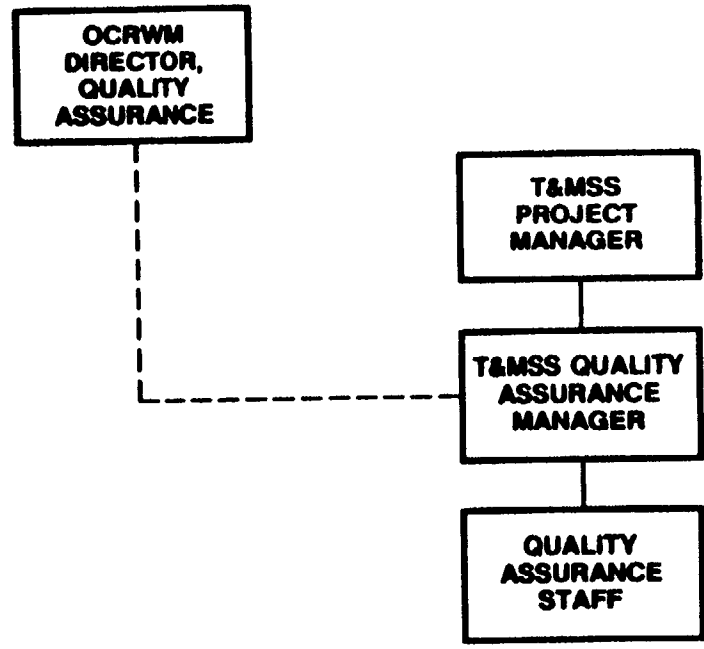 OCRWM
DIRECTOR,
QUALITY
ASSURANCE
T&MSS
PROJECT
MANAGER
T&MSS QUALITY
ASSURANCE
MANAGER
QUALITY
ASSURANCE
STAFF